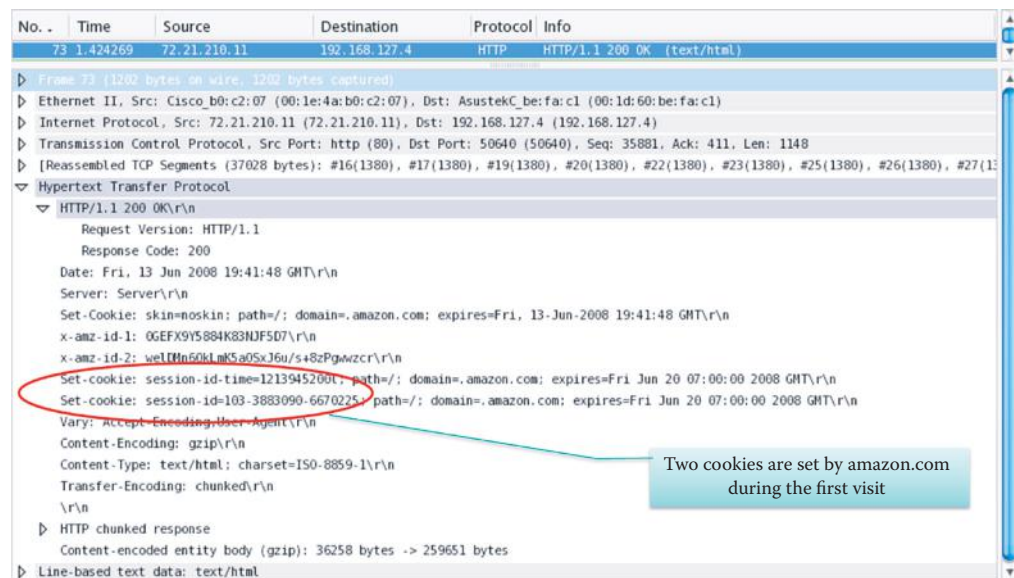 No. . Time Source Destination Protocol Info
73 1.424269 72.21.210.11 192.168.127.4 HTTP HTTP/1.1 200 OK (text/html)
Frame 73 (1202 bytes on wire, 1202 bytes captured)
Ethernet II, Src: Cisco_b0:c2:07 (00:1e:4a:b0:c2:07), Dst: AsustekC_be:fa:c1 (00:1d:60:be:fa:c1)
Internet Protocol, Src: 72.21.210.11 (72.21.210.11), Dst: 192.168.127.4 (192.168.127.4)
Transmission Control Protocol, Src Port: http (80), Dst Port: 50640 (50640), Seq: 35881, Ack: 411, Len: 1148
[Reassembled TCP Segments (37028 bytes): #16(1380), #17(1380), #19(1380), #20(1380), #22(1380), #23(1380), #25(1380), #26(1380), #27(13
Hypertext Transfer Protocol
HTTP/1.1 200 OK\r\n
Request Version: HTTP/1.1
Response Code: 200
Date: Fri, 13 Jun 2008 19:41:48 GMT\r\n
Server: Server\r\n
Set-Cookie: skin=noskin; path=/; domain=.amazon.com; expires=Fri, 13-Jun-2008 19:41:48 GMT\r\n
x-amz-id-1: 0GEFX9Y5884K83NJF5D7\r\n
x-amz-id-2: welDMn60kLmK5a0SxJ6u/s+8zPgwwzcr\r\n
Set-cookie: session-id-time=1213945200l; path=/; domain=.amazon.com; expires=Fri Jun 20 07:00:00 2008 GMT\r\n
Set-cookie: session-id=103-3883090-6670225; path=/; domain=.amazon.com; expires=Fri Jun 20 07:00:00 2008 GMT\r\n
Vary: Accept-Encoding,User-Agent\r\n
Content-Encoding: gzip\r\n
Content-Type: text/html; charset=ISO-8859-1\r\n
Transfer-Encoding: chunked\r\n
\r\n
HTTP chunked response
Content-encoded entity body (gzip): 36258 bytes -> 259651 bytes
Line-based text data: text/html
Two cookies are set by amazon.com
during the first visit